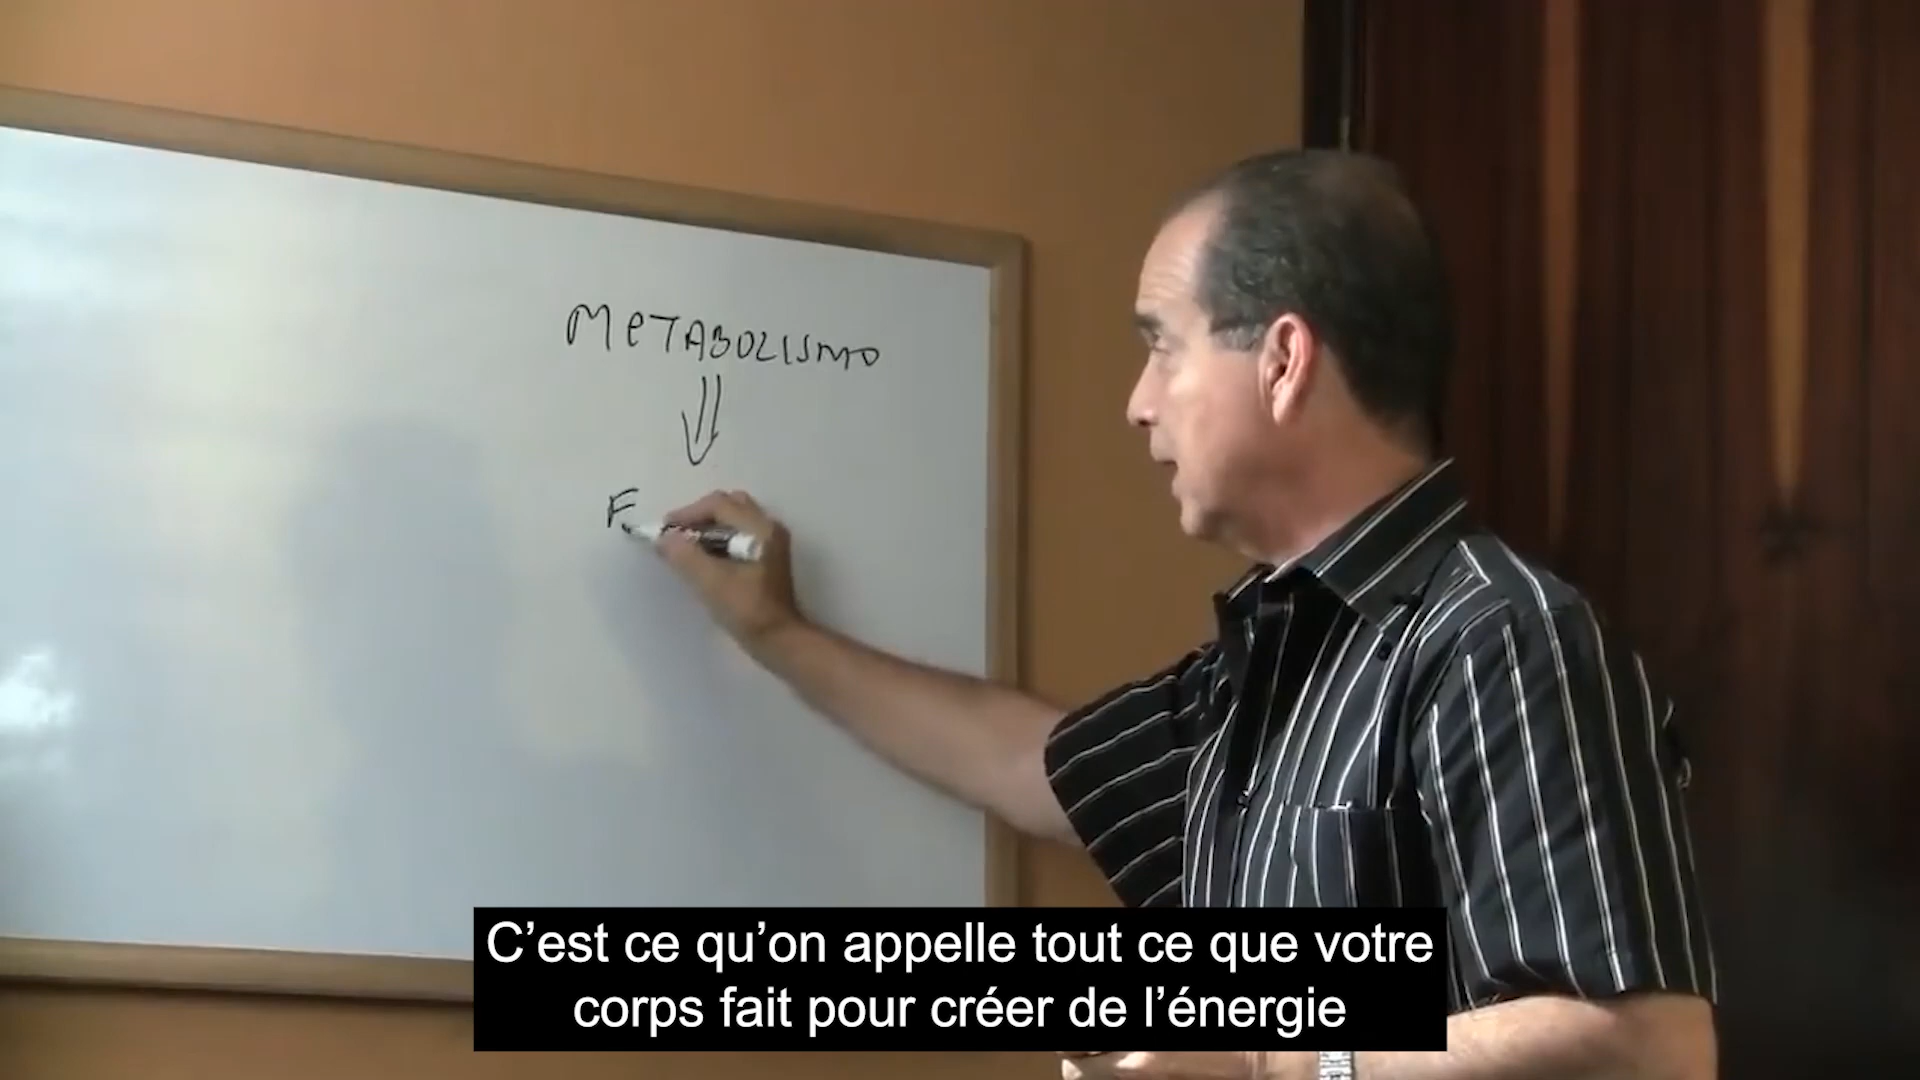 METABOLISMO
F
C’est ce qu’on appelle tout ce que votre
corps fait pour créer de l’énergie